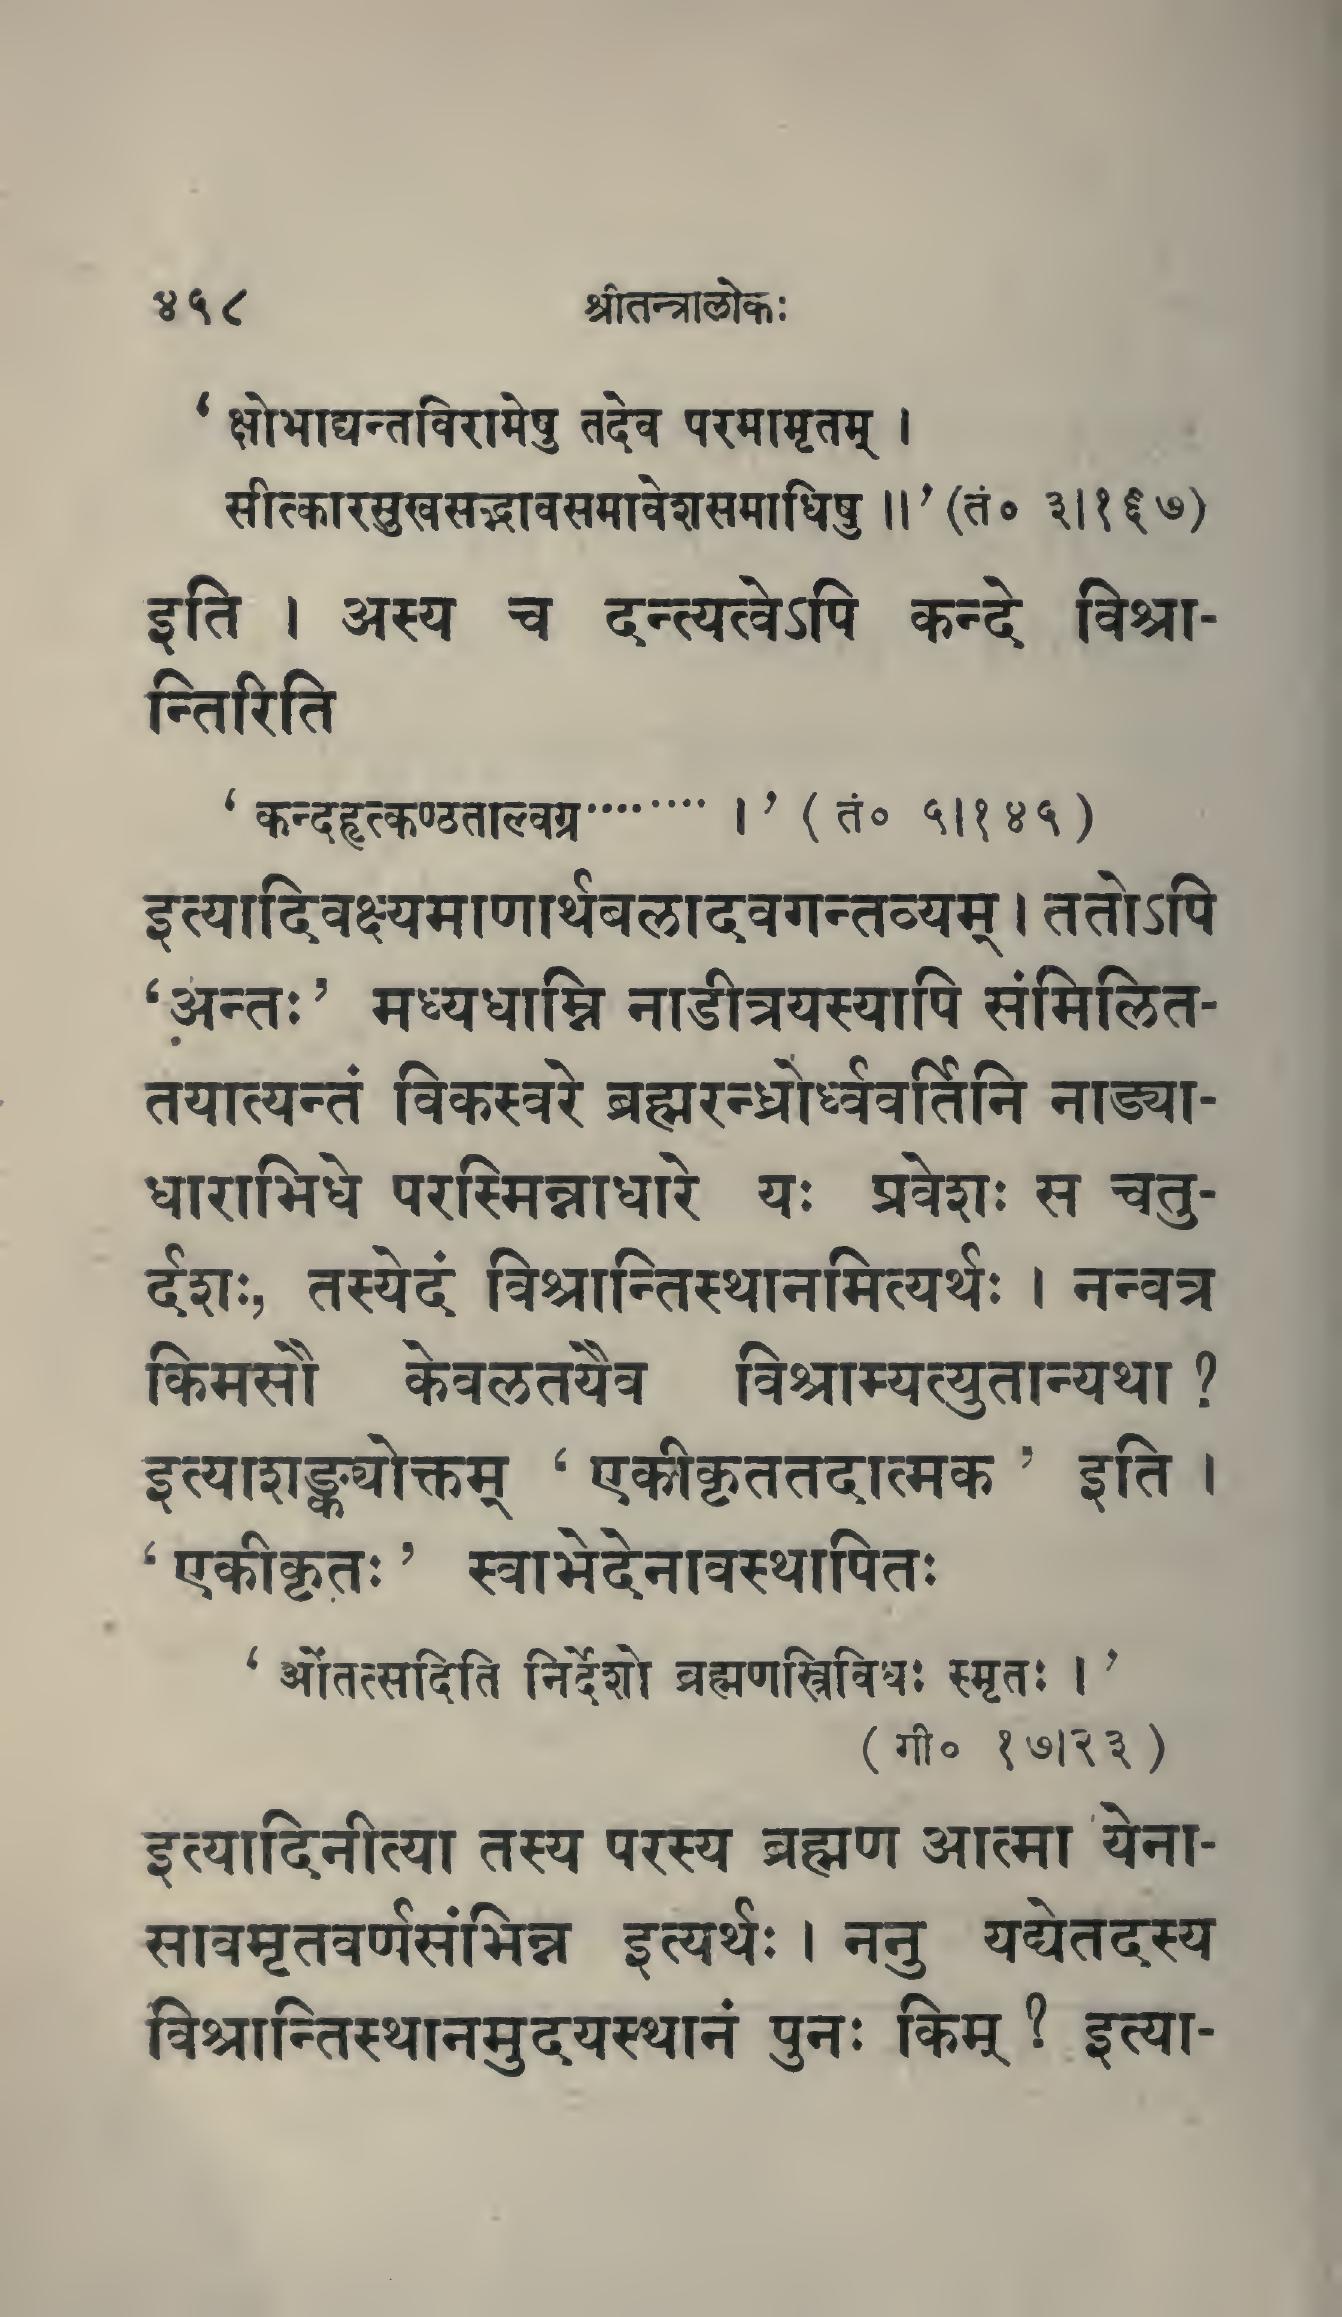 ४५८ श्रीतन्त्रालोकः
‘ क्षोभाद्यन्तविरामेषु तदेव परमामृतम् ।
सीत्कारसुखसद्भावसमावेशसमाधिषु ॥’ (तं० ३।१६७)
इति । अस्य च दन्त्यत्वेऽपि कन्दे विश्रा-
न्तिरिति
‘ कन्दहृत्कण्ठताल्वग्र········ ।’ ( तं० ५।१४५ )
इत्यादिवक्ष्यमाणार्थबलादवगन्तव्यम् । ततोऽपि
‘अन्तः’ मध्यधाम्नि नाडीत्रयस्यापि संमिलित-
तयात्यन्तं विकस्वरे ब्रह्मरन्ध्रोर्ध्ववर्तिनि नाड्या-
धाराभिधे परस्मिन्नाधारे यः प्रवेशः स चतु-
र्दशः, तस्येदं विश्रान्तिस्थानमित्यर्थः । नन्वत्र
किमसौ केवलतयैव विश्राम्यत्युतान्यथा ?
इत्याशङ्क्योक्तम् ‘ एकीकृततदात्मक ’ इति ।
‘ एकीकृतः ’ स्वाभेदेनावस्थापितः
‘ ओंतत्सदिति निर्देशो ब्रह्मणस्त्रिविधः स्मृतः ।’
( गी० १७।२३ )
इत्यादिनीत्या तस्य परस्य ब्रह्मण आत्मा येना-
सावमृतवर्णसंभिन्न इत्यर्थः । ननु यद्येतदस्य
विश्रान्तिस्थानमुदयस्थानं पुनः किम् ? इत्या-